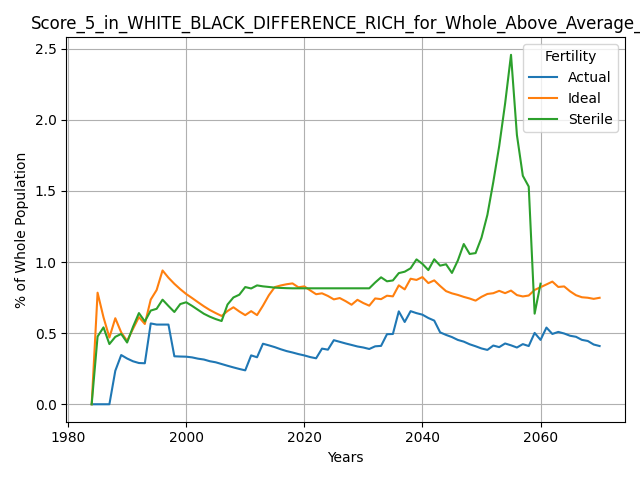 Score_5_in_WHITE_BLACK_DIFFERENCE_RICH_for_Whole_Above_Average_
Fertility
Actual
Ideal
Sterile
% of Whole Population
2.5
2.0
1.5
1.0
0.5
0.0
1980 2000 2020 2040 2060
Years